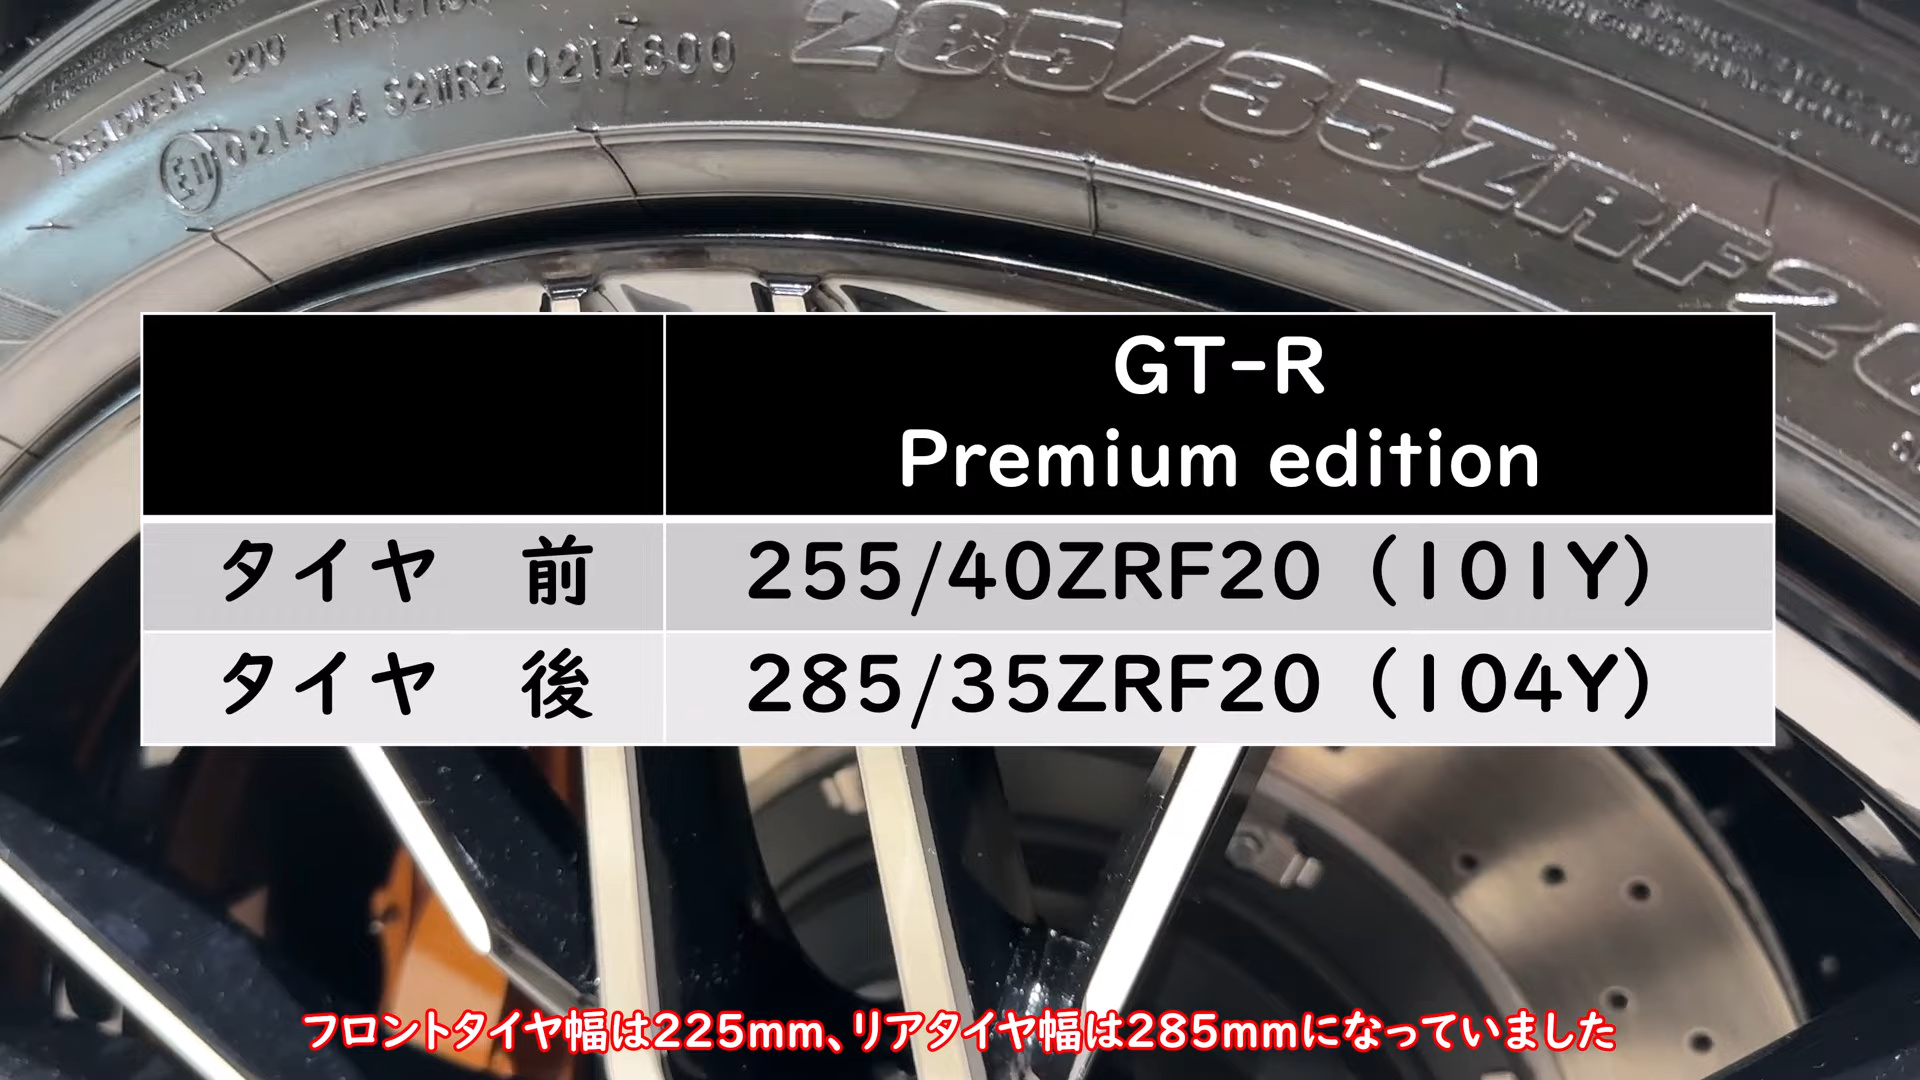 TREADWEAR 200 TRACTION
E11 021454 S2WR2 0214800
285/35ZRF20
GT-R
Premium edition
タイヤ 前 255/40ZRF20（101Y）
タイヤ 後 285/35ZRF20（104Y）
フロントタイヤ幅は225mm、リアタイヤ幅は285mmになっていました